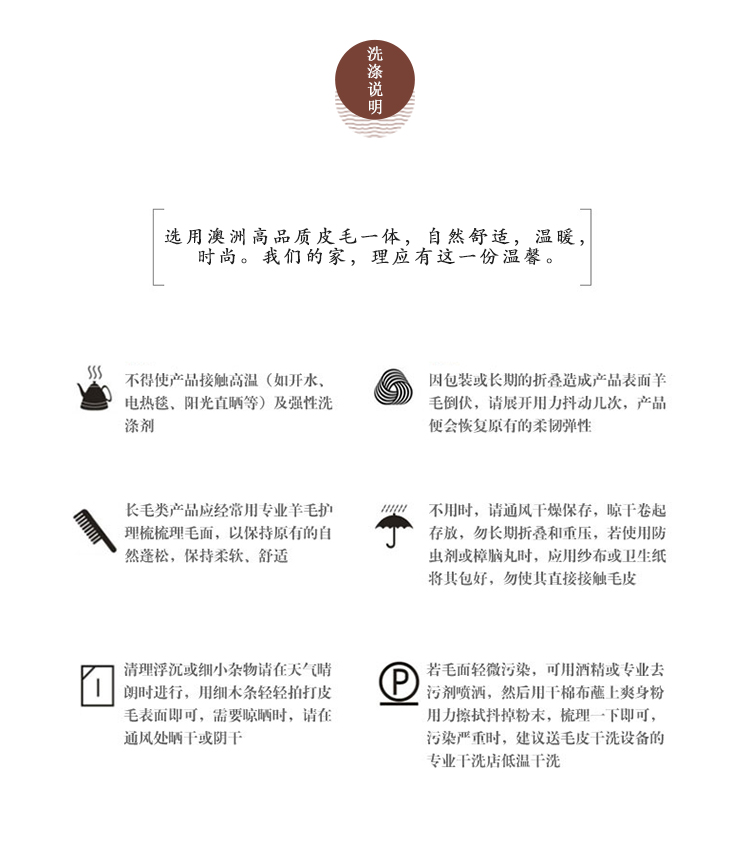 洗涤说明
选用澳洲高品质皮毛一体，自然舒适，温暖，
时尚。我们的家，理应有这一份温馨。
不得使产品接触高温（如开水、
电热毯、阳光直晒等）及强性洗
涤剂
因包装或长期的折叠造成产品表面羊
毛倒伏，请展开用力抖动几次，产品
便会恢复原有的柔韧弹性
长毛类产品应经常用专业羊毛护
理梳梳理毛面，以保持原有的自
然蓬松，保持柔软、舒适
不用时，请通风干燥保存，晾干卷起
存放，勿长期折叠和重压，若使用防
虫剂或樟脑丸时，应用纱布或卫生纸
将其包好，勿使其直接接触毛皮
清理浮沉或细小杂物请在天气晴
朗时进行，用细木条轻轻拍打皮
毛表面即可，需要晾晒时，请在
通风处晒干或阴干
P
若毛面轻微污染，可用酒精或专业去
污剂喷洒，然后用干棉布蘸上爽身粉
用力擦拭抖掉粉末，梳理一下即可，
污染严重时，建议送毛皮干洗设备的
专业干洗店低温干洗